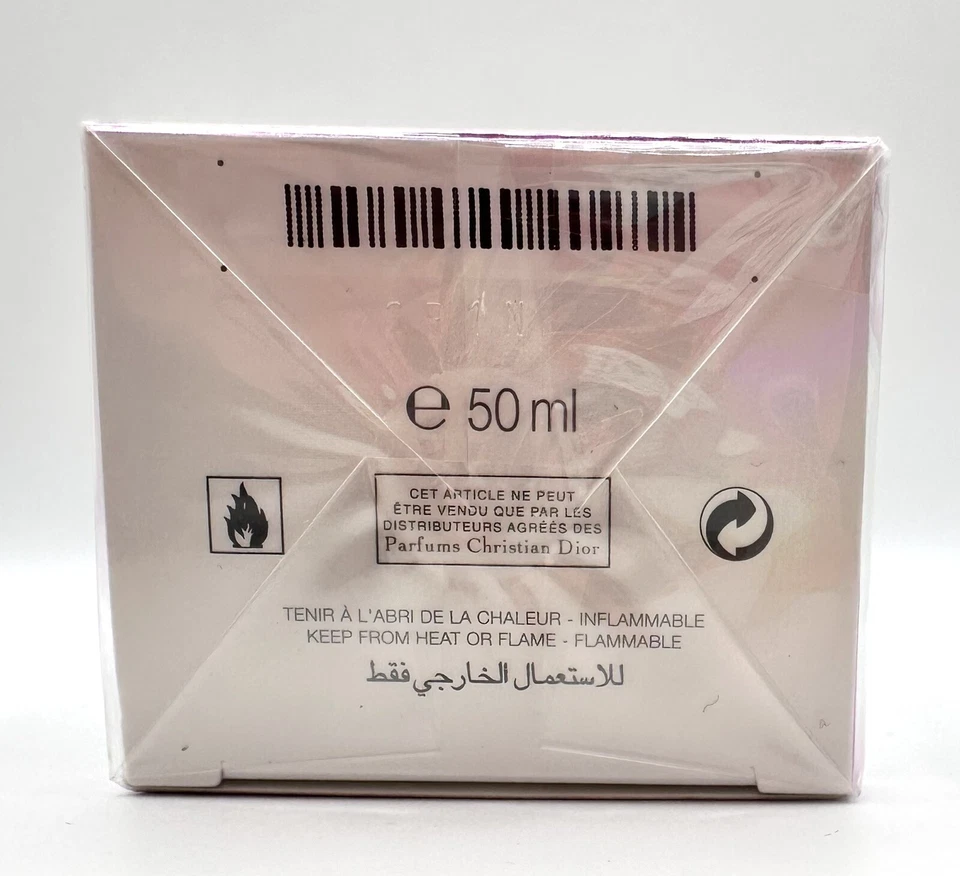 ℮ 50 ml
CET ARTICLE NE PEUT
ÊTRE VENDU QUE PAR LES
DISTRIBUTEURS AGRÉÉS DES
Parfums Christian Dior
TENIR À L'ABRI DE LA CHALEUR - INFLAMMABLE
KEEP FROM HEAT OR FLAME - FLAMMABLE
للاستعمال الخارجي فقط